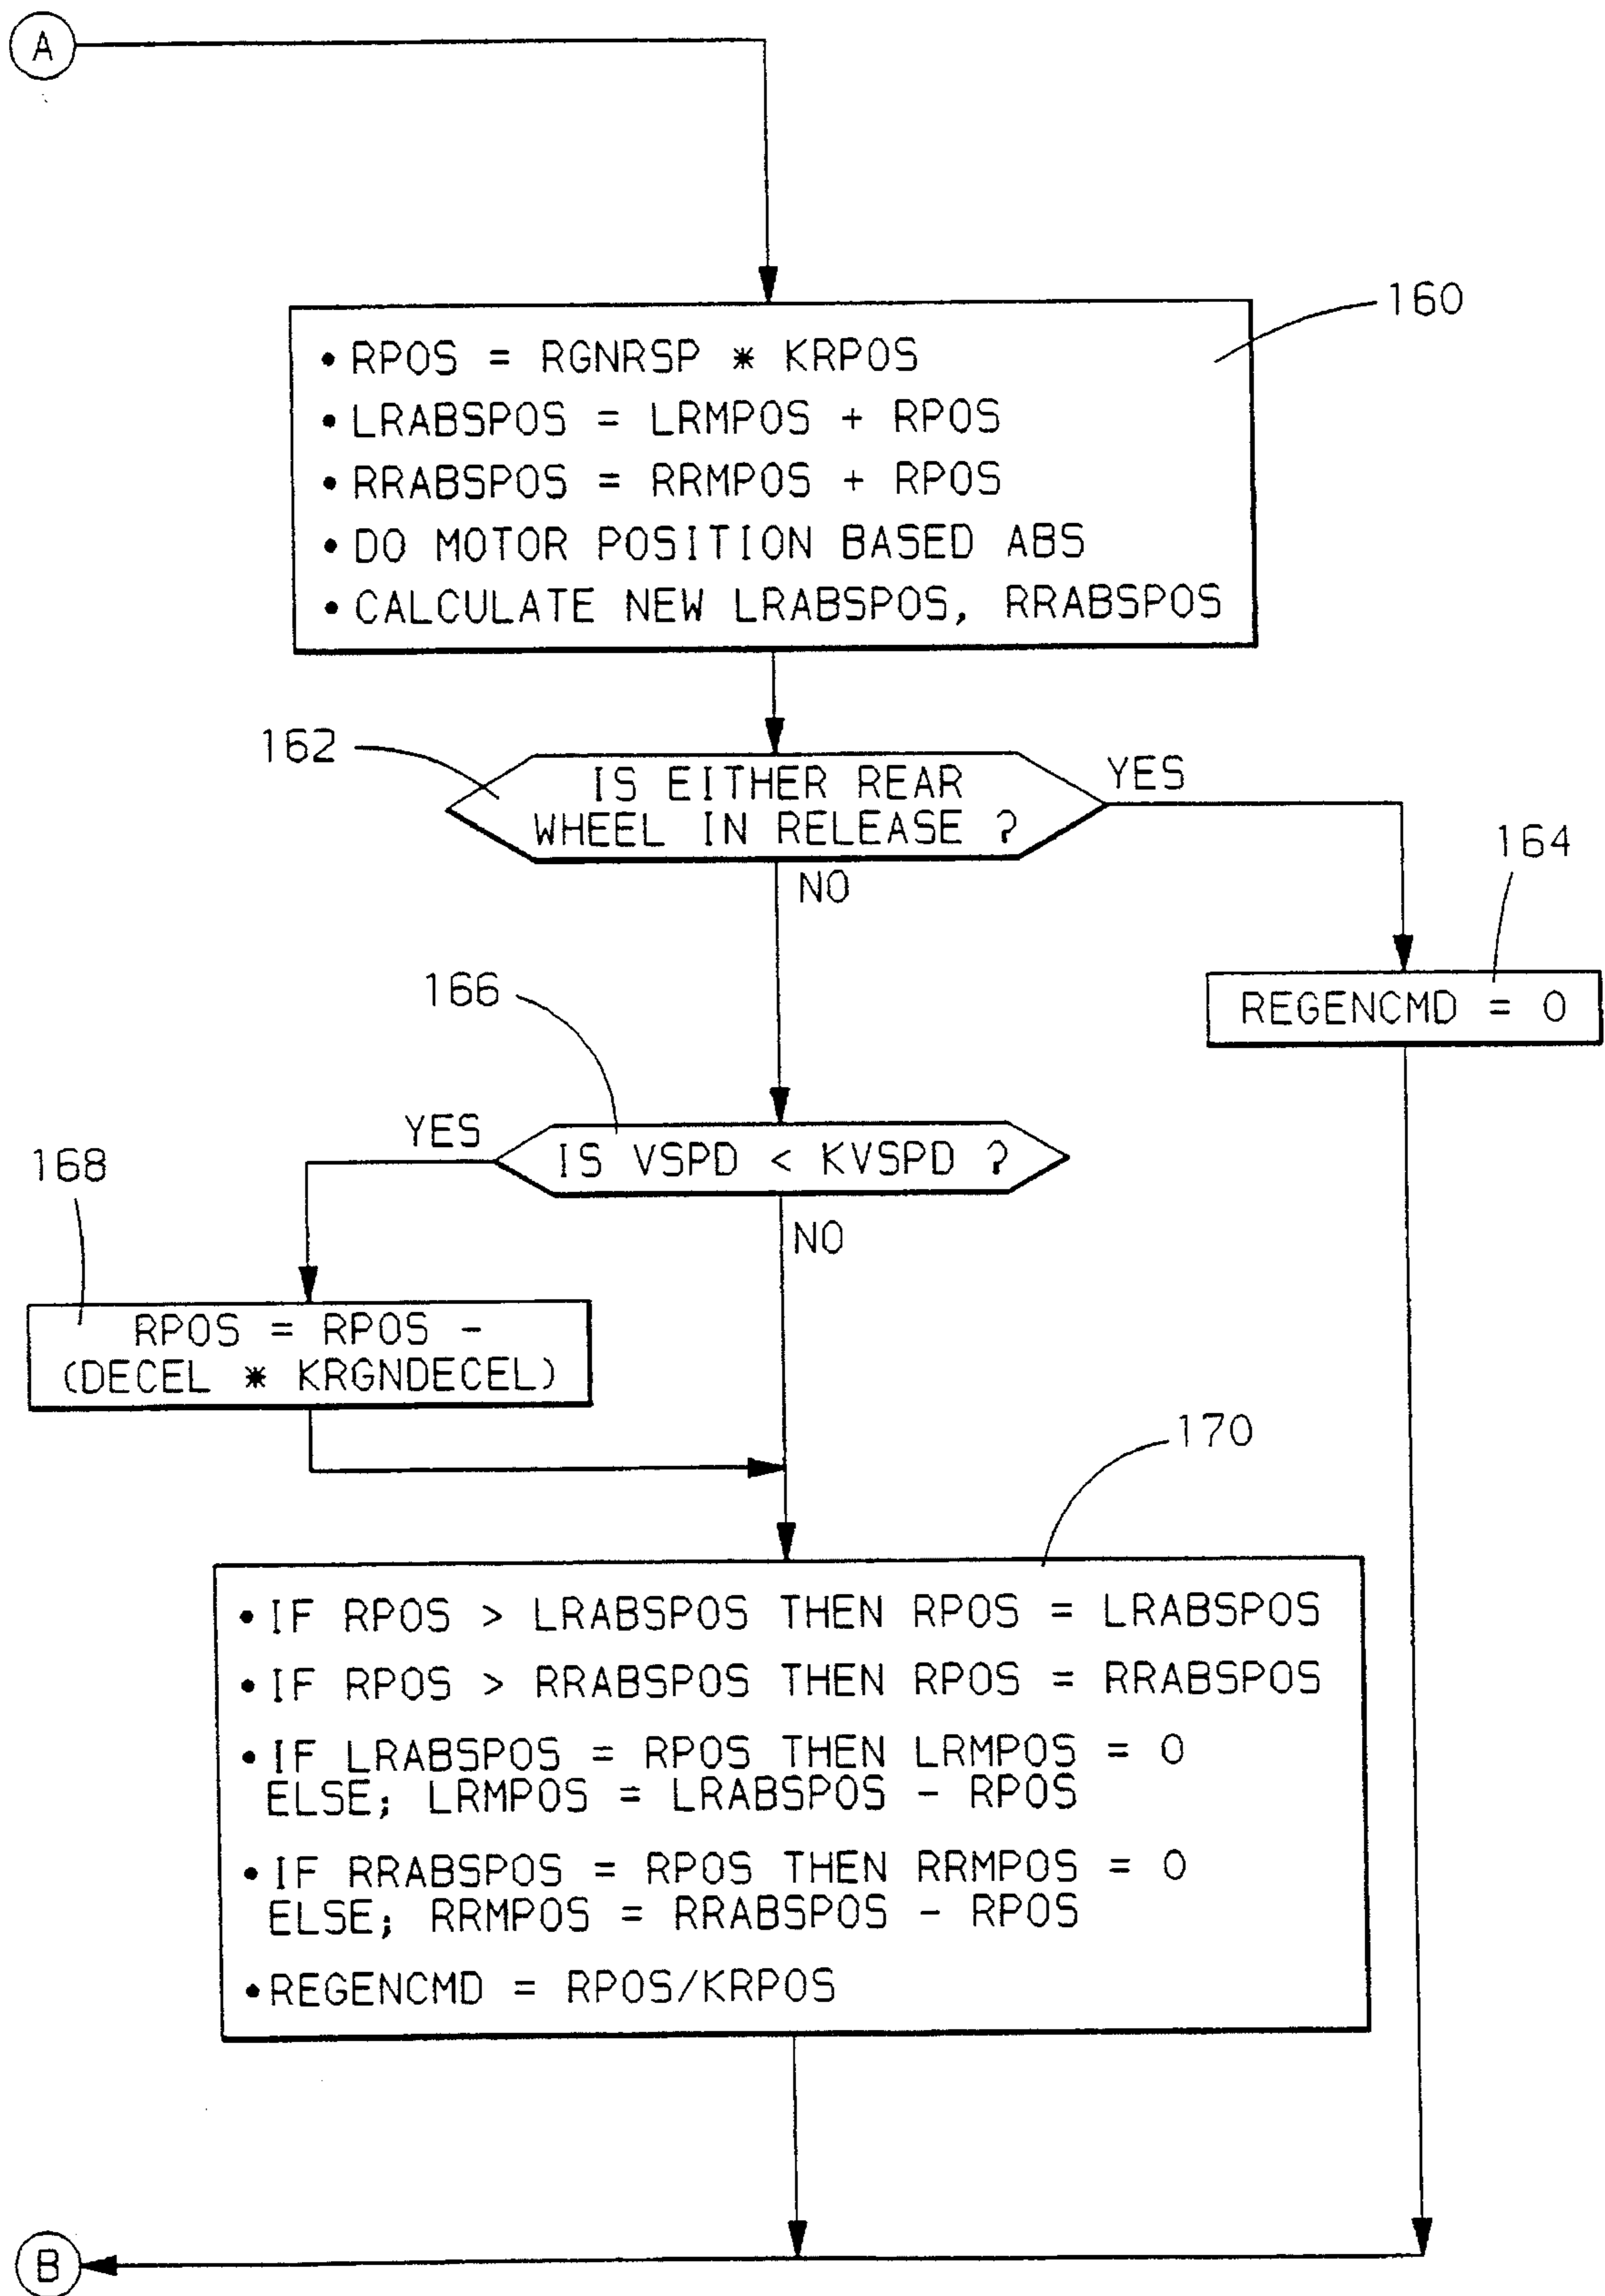 A
160
• RPOS = RGNRSP * KRPOS
• LRABSPOS = LRMPOS + RPOS
• RRABSPOS = RRMPOS + RPOS
• DO MOTOR POSITION BASED ABS
• CALCULATE NEW LRABSPOS, RRABSPOS
162
IS EITHER REAR
WHEEL IN RELEASE ?
YES
NO
164
REGENCMD = 0
166
IS VSPD < KVSPD ?
YES
NO
168
RPOS = RPOS -
(DECEL * KRGNDECEL)
170
• IF RPOS > LRABSPOS THEN RPOS = LRABSPOS
• IF RPOS > RRABSPOS THEN RPOS = RRABSPOS
• IF LRABSPOS = RPOS THEN LRMPOS = 0
ELSE; LRMPOS = LRABSPOS - RPOS
• IF RRABSPOS = RPOS THEN RRMPOS = 0
ELSE; RRMPOS = RRABSPOS - RPOS
• REGENCMD = RPOS/KRPOS
B